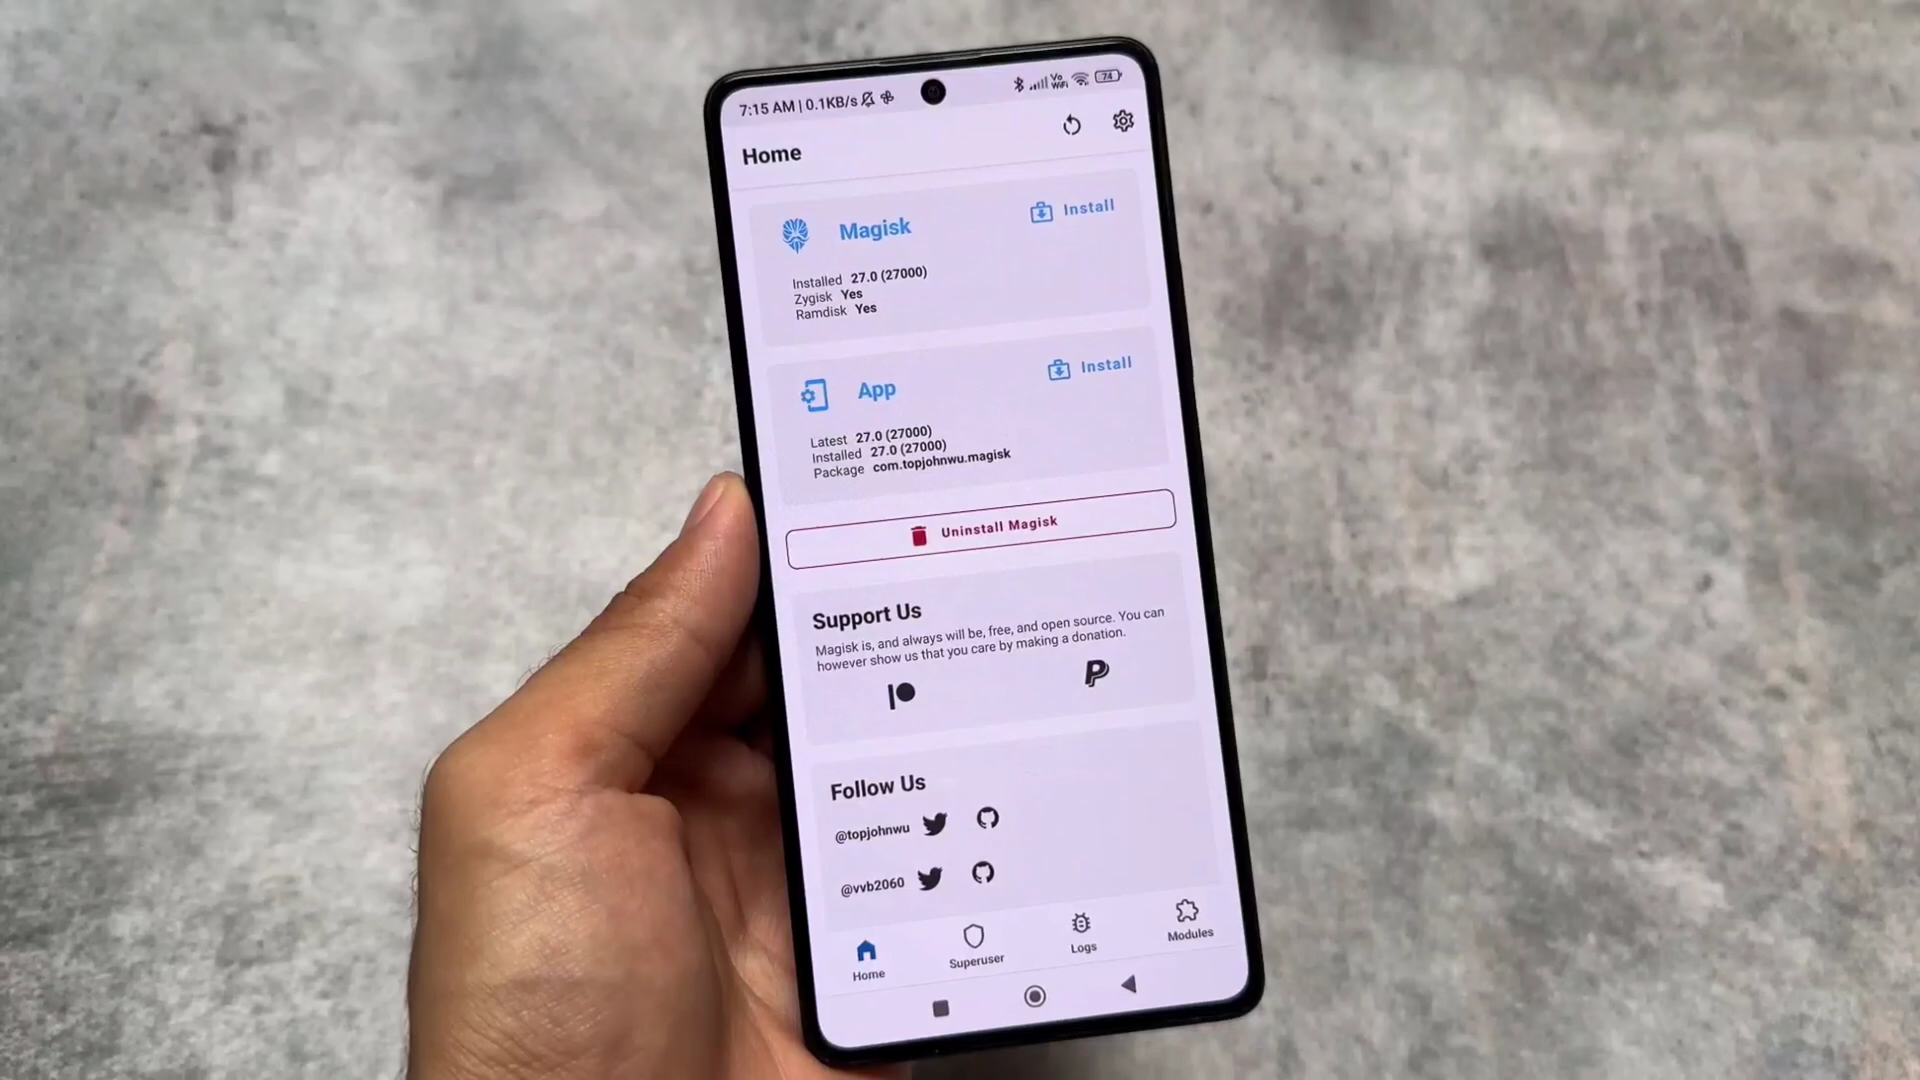 7:15 AM | 0.1KB/s
Vo
WiFi
74
Home
Magisk
Install
Installed 27.0 (27000)
Zygisk Yes
Ramdisk Yes
App
Install
Latest 27.0 (27000)
Installed 27.0 (27000)
Package com.topjohnwu.magisk
Uninstall Magisk
Support Us
Magisk is, and always will be, free, and open source. You can
however show us that you care by making a donation.
Follow Us
@topjohnwu
@vvb2060
Home
Superuser
Logs
Modules